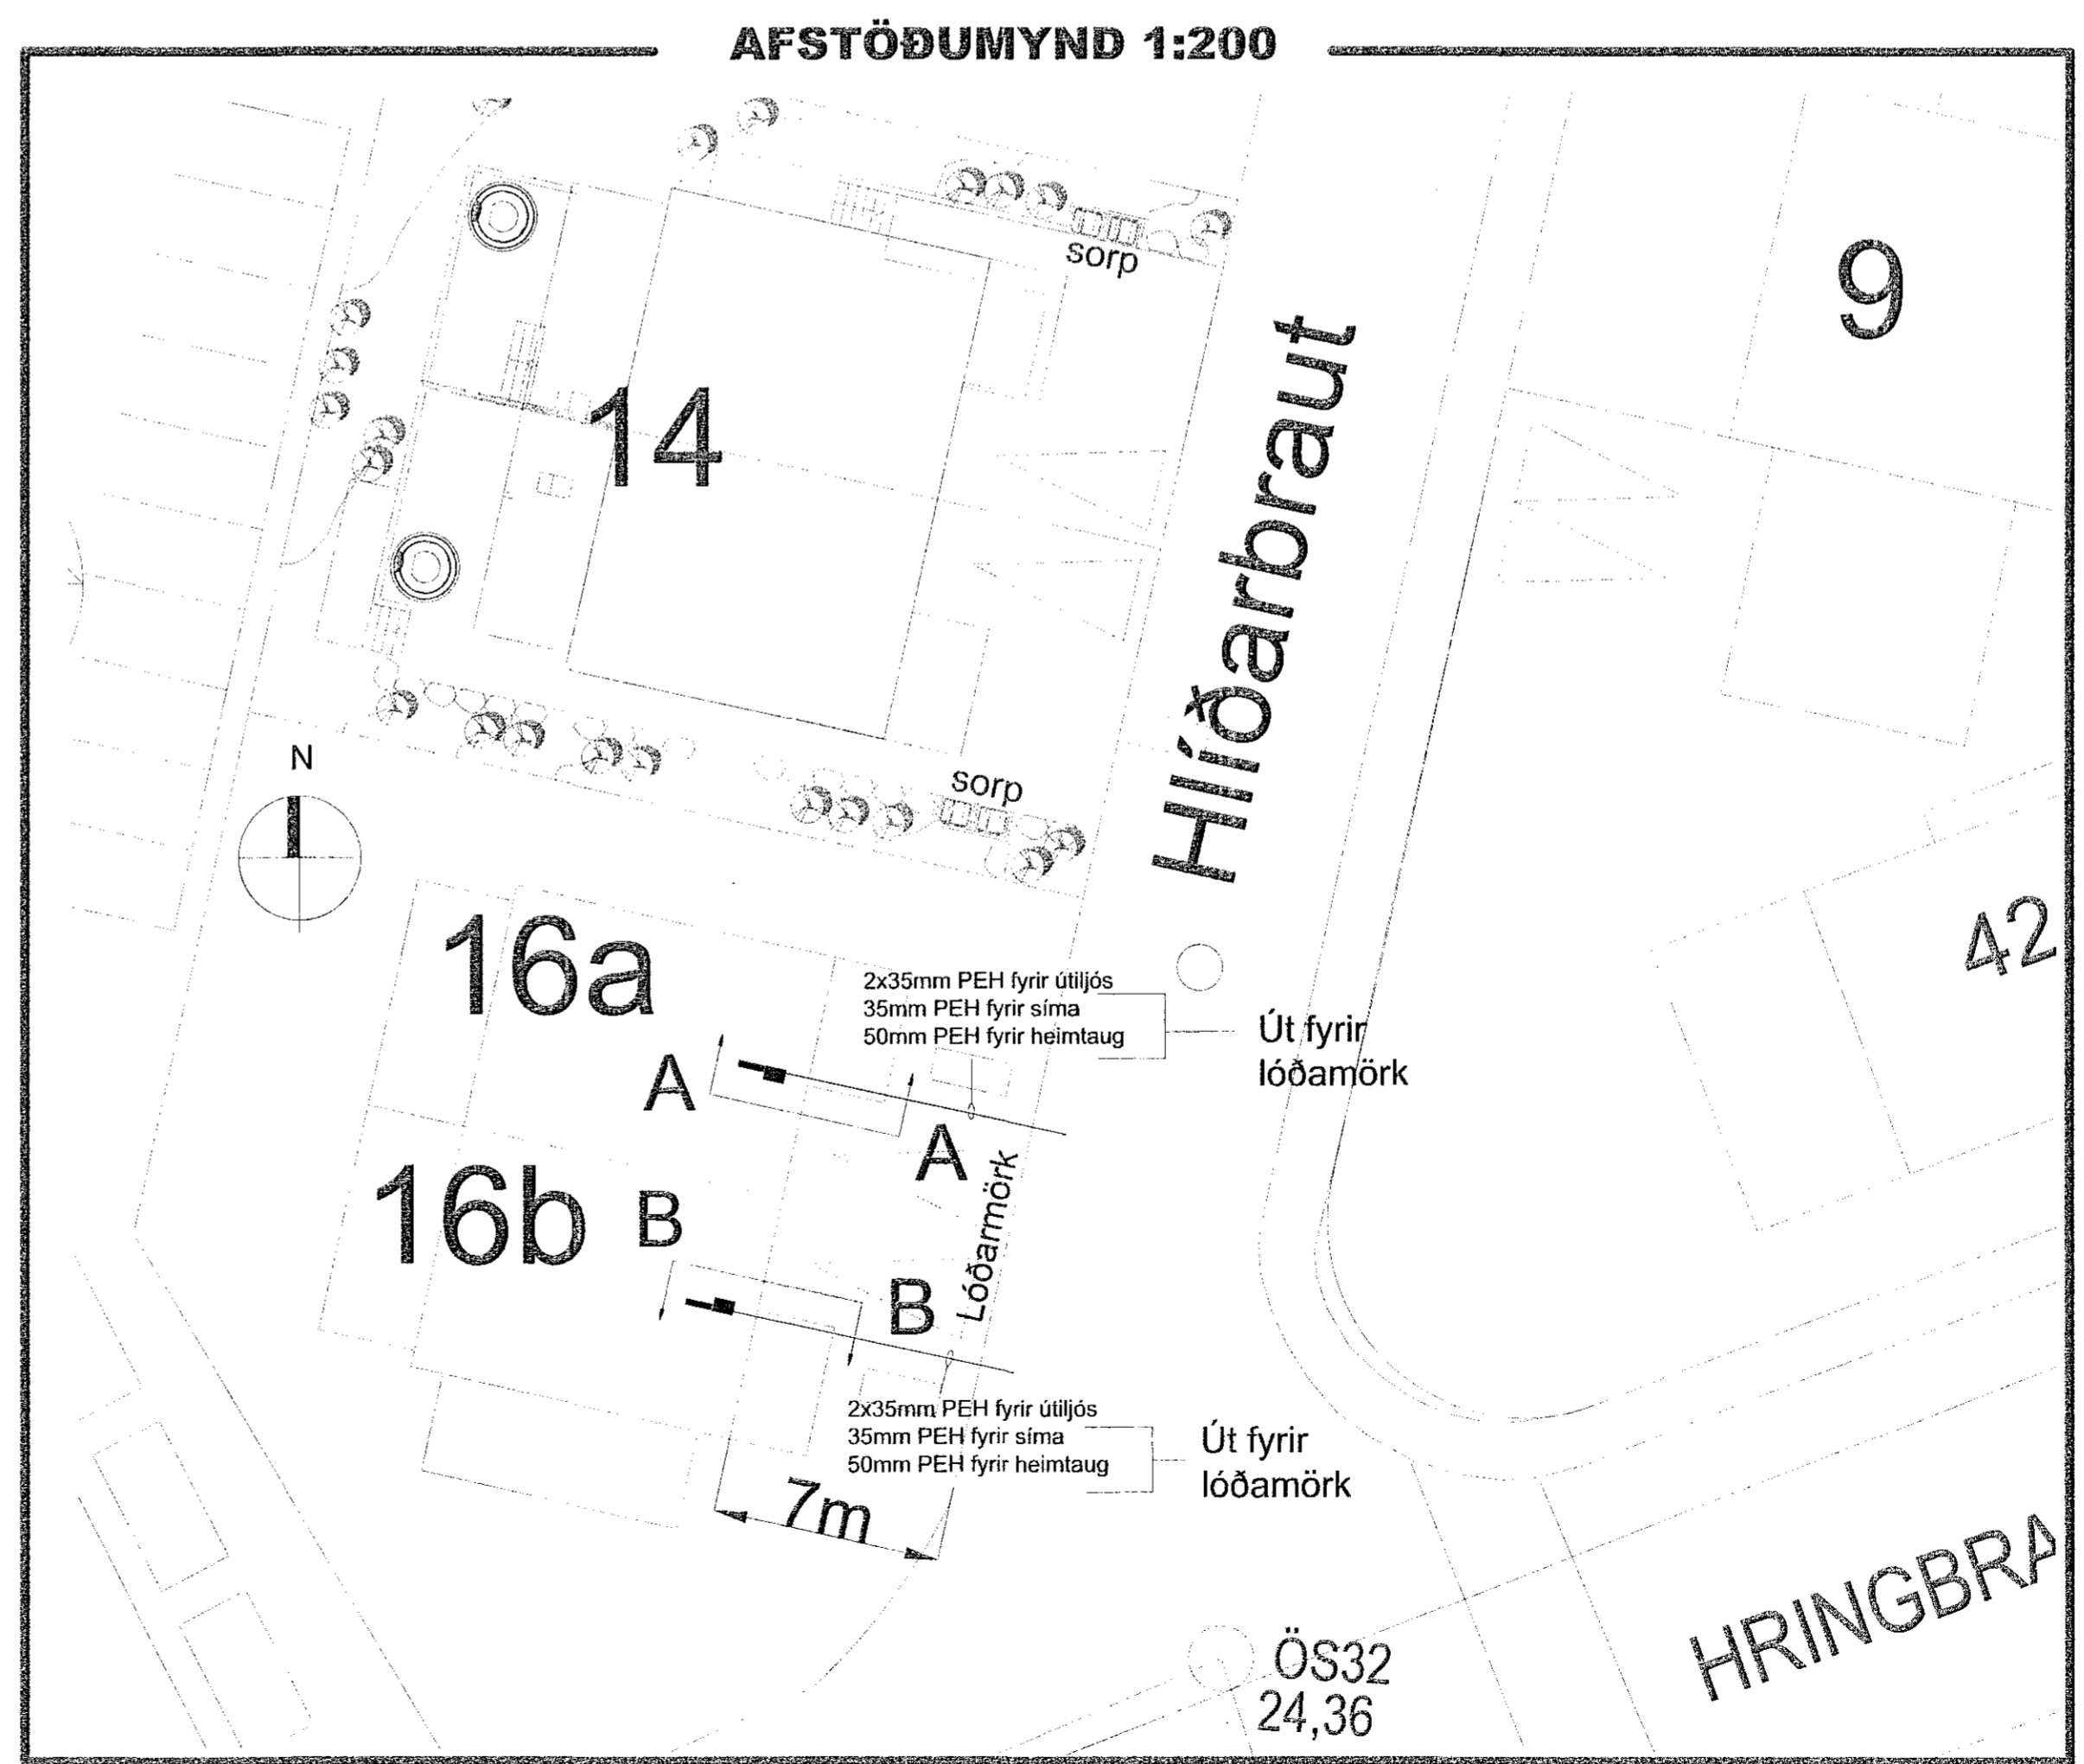 AFSTÖÐUMYND 1:200
sorp
9
14
Hlíðarbraut
N
sorp
16a
42
2x35mm PEH fyrir útiljós
35mm PEH fyrir síma
50mm PEH fyrir heimtaug
Út fyrir
lóðamörk
A
A
Lóðarmörk
16b
B
B
2x35mm PEH fyrir útiljós
35mm PEH fyrir síma
50mm PEH fyrir heimtaug
Út fyrir
lóðamörk
7m
HRINGBRA
ÖS32
24,36